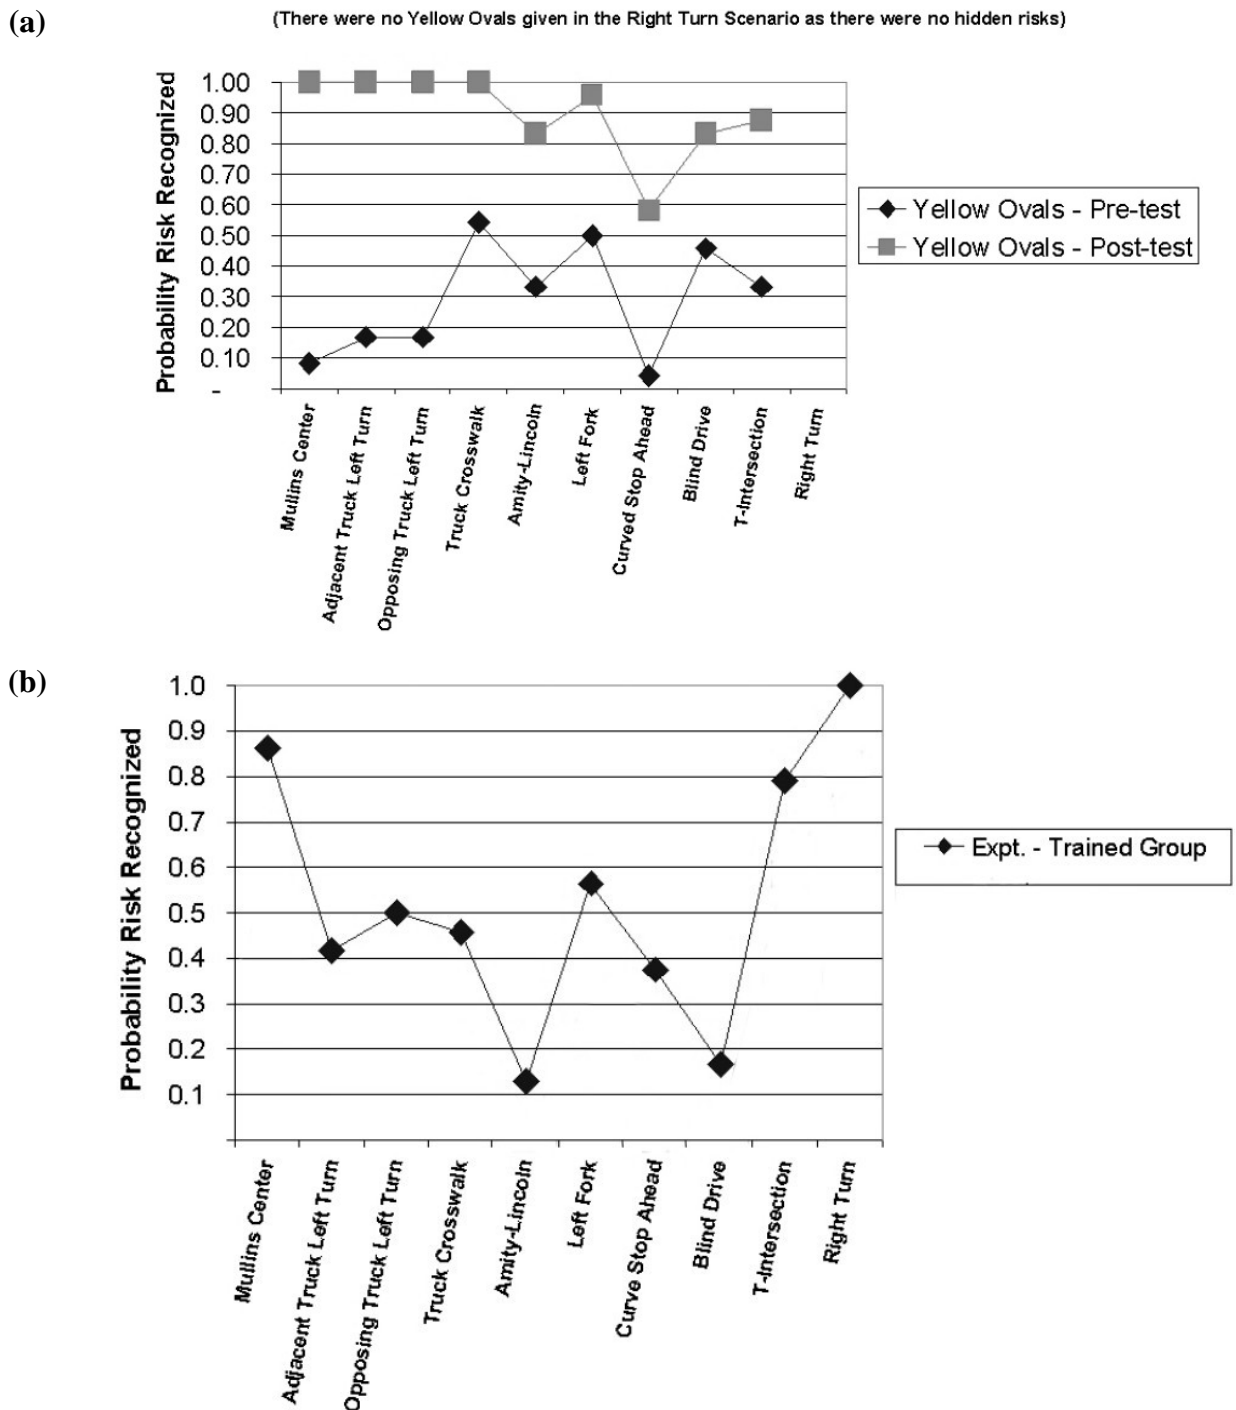 (a)
(There were no Yellow Ovals given in the Right Turn Scenario as there were no hidden risks)
Probability Risk Recognized
1.00
0.90
0.80
0.70
0.60
0.50
0.40
0.30
0.20
0.10
-
Mullins Center
Adjacent Truck Left Turn
Opposing Truck Left Turn
Truck Crosswalk
Amity-Lincoln
Left Fork
Curved Stop Ahead
Blind Drive
T-Intersection
Right Turn
Yellow Ovals - Pre-test
Yellow Ovals - Post-test
(b)
Probability Risk Recognized
1.0
0.9
0.8
0.7
0.6
0.5
0.4
0.3
0.2
0.1
Mullins Center
Adjacent Truck Left Turn
Opposing Truck Left Turn
Truck Crosswalk
Amity-Lincoln
Left Fork
Curve Stop Ahead
Blind Drive
T-Intersection
Right Turn
Expt. - Trained Group